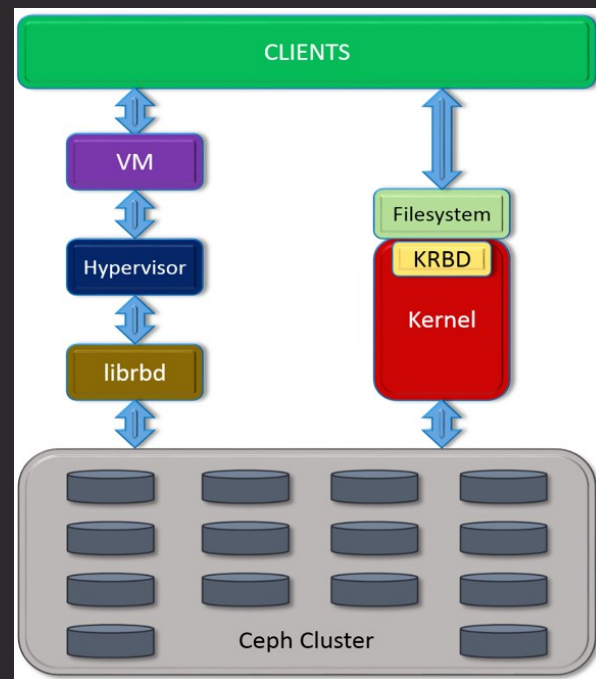 CLIENTS
VM
Hypervisor
librbd
Filesystem
KRBD
Kernel
Ceph Cluster